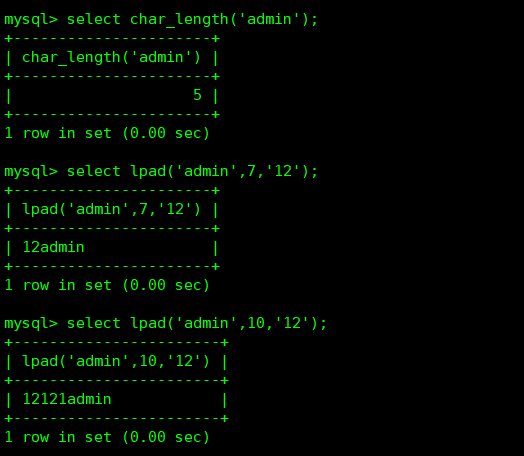 mysql> select char_length('admin');
+----------------------+
| char_length('admin') |
+----------------------+
|                    5 |
+----------------------+
1 row in set (0.00 sec)

mysql> select lpad('admin',7,'12');
+----------------------+
| lpad('admin',7,'12') |
+----------------------+
| 12admin              |
+----------------------+
1 row in set (0.00 sec)

mysql> select lpad('admin',10,'12');
+-----------------------+
| lpad('admin',10,'12') |
+-----------------------+
| 12121admin            |
+-----------------------+
1 row in set (0.00 sec)